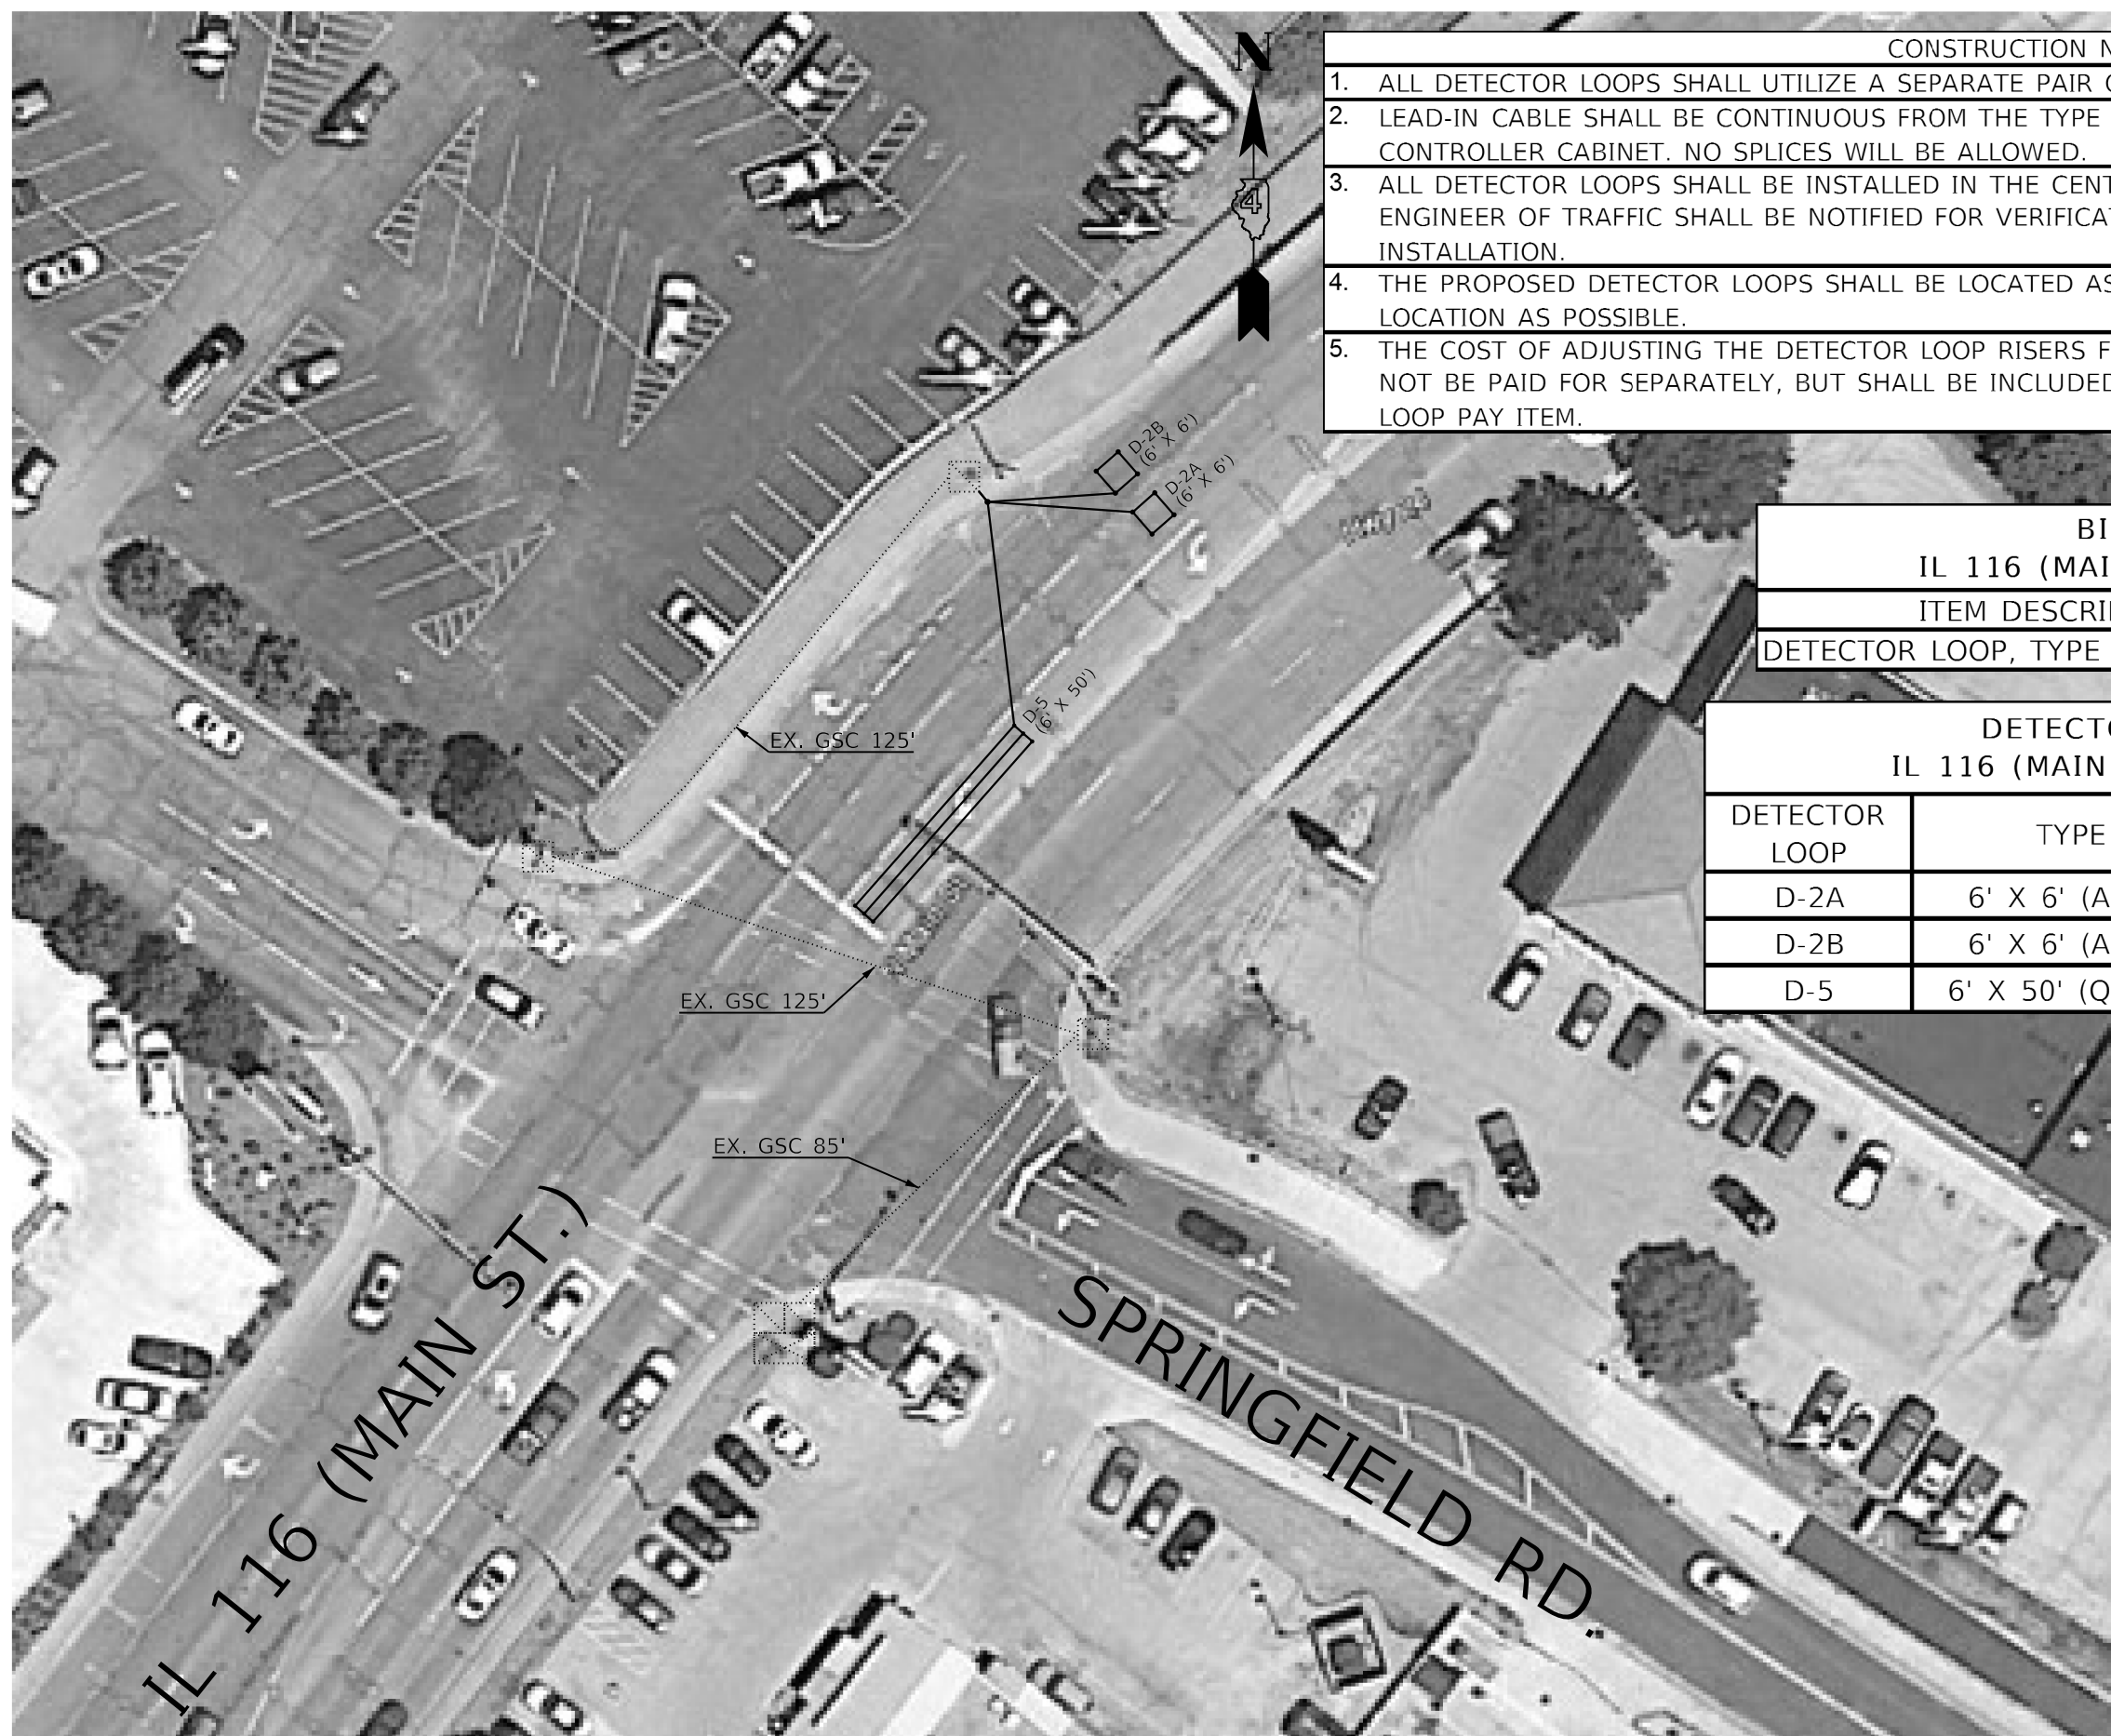 N
4
CONSTRUCTION N
1. ALL DETECTOR LOOPS SHALL UTILIZE A SEPARATE PAIR
2. LEAD-IN CABLE SHALL BE CONTINUOUS FROM THE TYPE
CONTROLLER CABINET. NO SPLICES WILL BE ALLOWED.
3. ALL DETECTOR LOOPS SHALL BE INSTALLED IN THE CENT
ENGINEER OF TRAFFIC SHALL BE NOTIFIED FOR VERIFICA
INSTALLATION.
4. THE PROPOSED DETECTOR LOOPS SHALL BE LOCATED AS
LOCATION AS POSSIBLE.
5. THE COST OF ADJUSTING THE DETECTOR LOOP RISERS F
NOT BE PAID FOR SEPARATELY, BUT SHALL BE INCLUDED
LOOP PAY ITEM.
D-2B
(6' X 6')
D-2A
(6' X 6')
BI
IL 116 (MAI
ITEM DESCRI
DETECTOR LOOP, TYPE
D-5
(6' X 50')
EX. GSC 125'
DETECTO
IL 116 (MAIN
DETECTOR
LOOP
TYPE
D-2A 6' X 6' (A
D-2B 6' X 6' (A
D-5 6' X 50' (Q
EX. GSC 125'
EX. GSC 85'
IL 116 (MAIN ST.)
SPRINGFIELD RD.